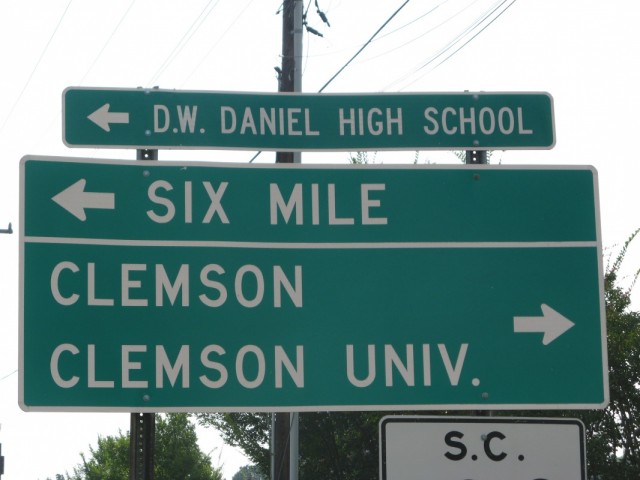 D.W. DANIEL HIGH SCHOOL
SIX MILE
CLEMSON
CLEMSON UNIV.
S.C.